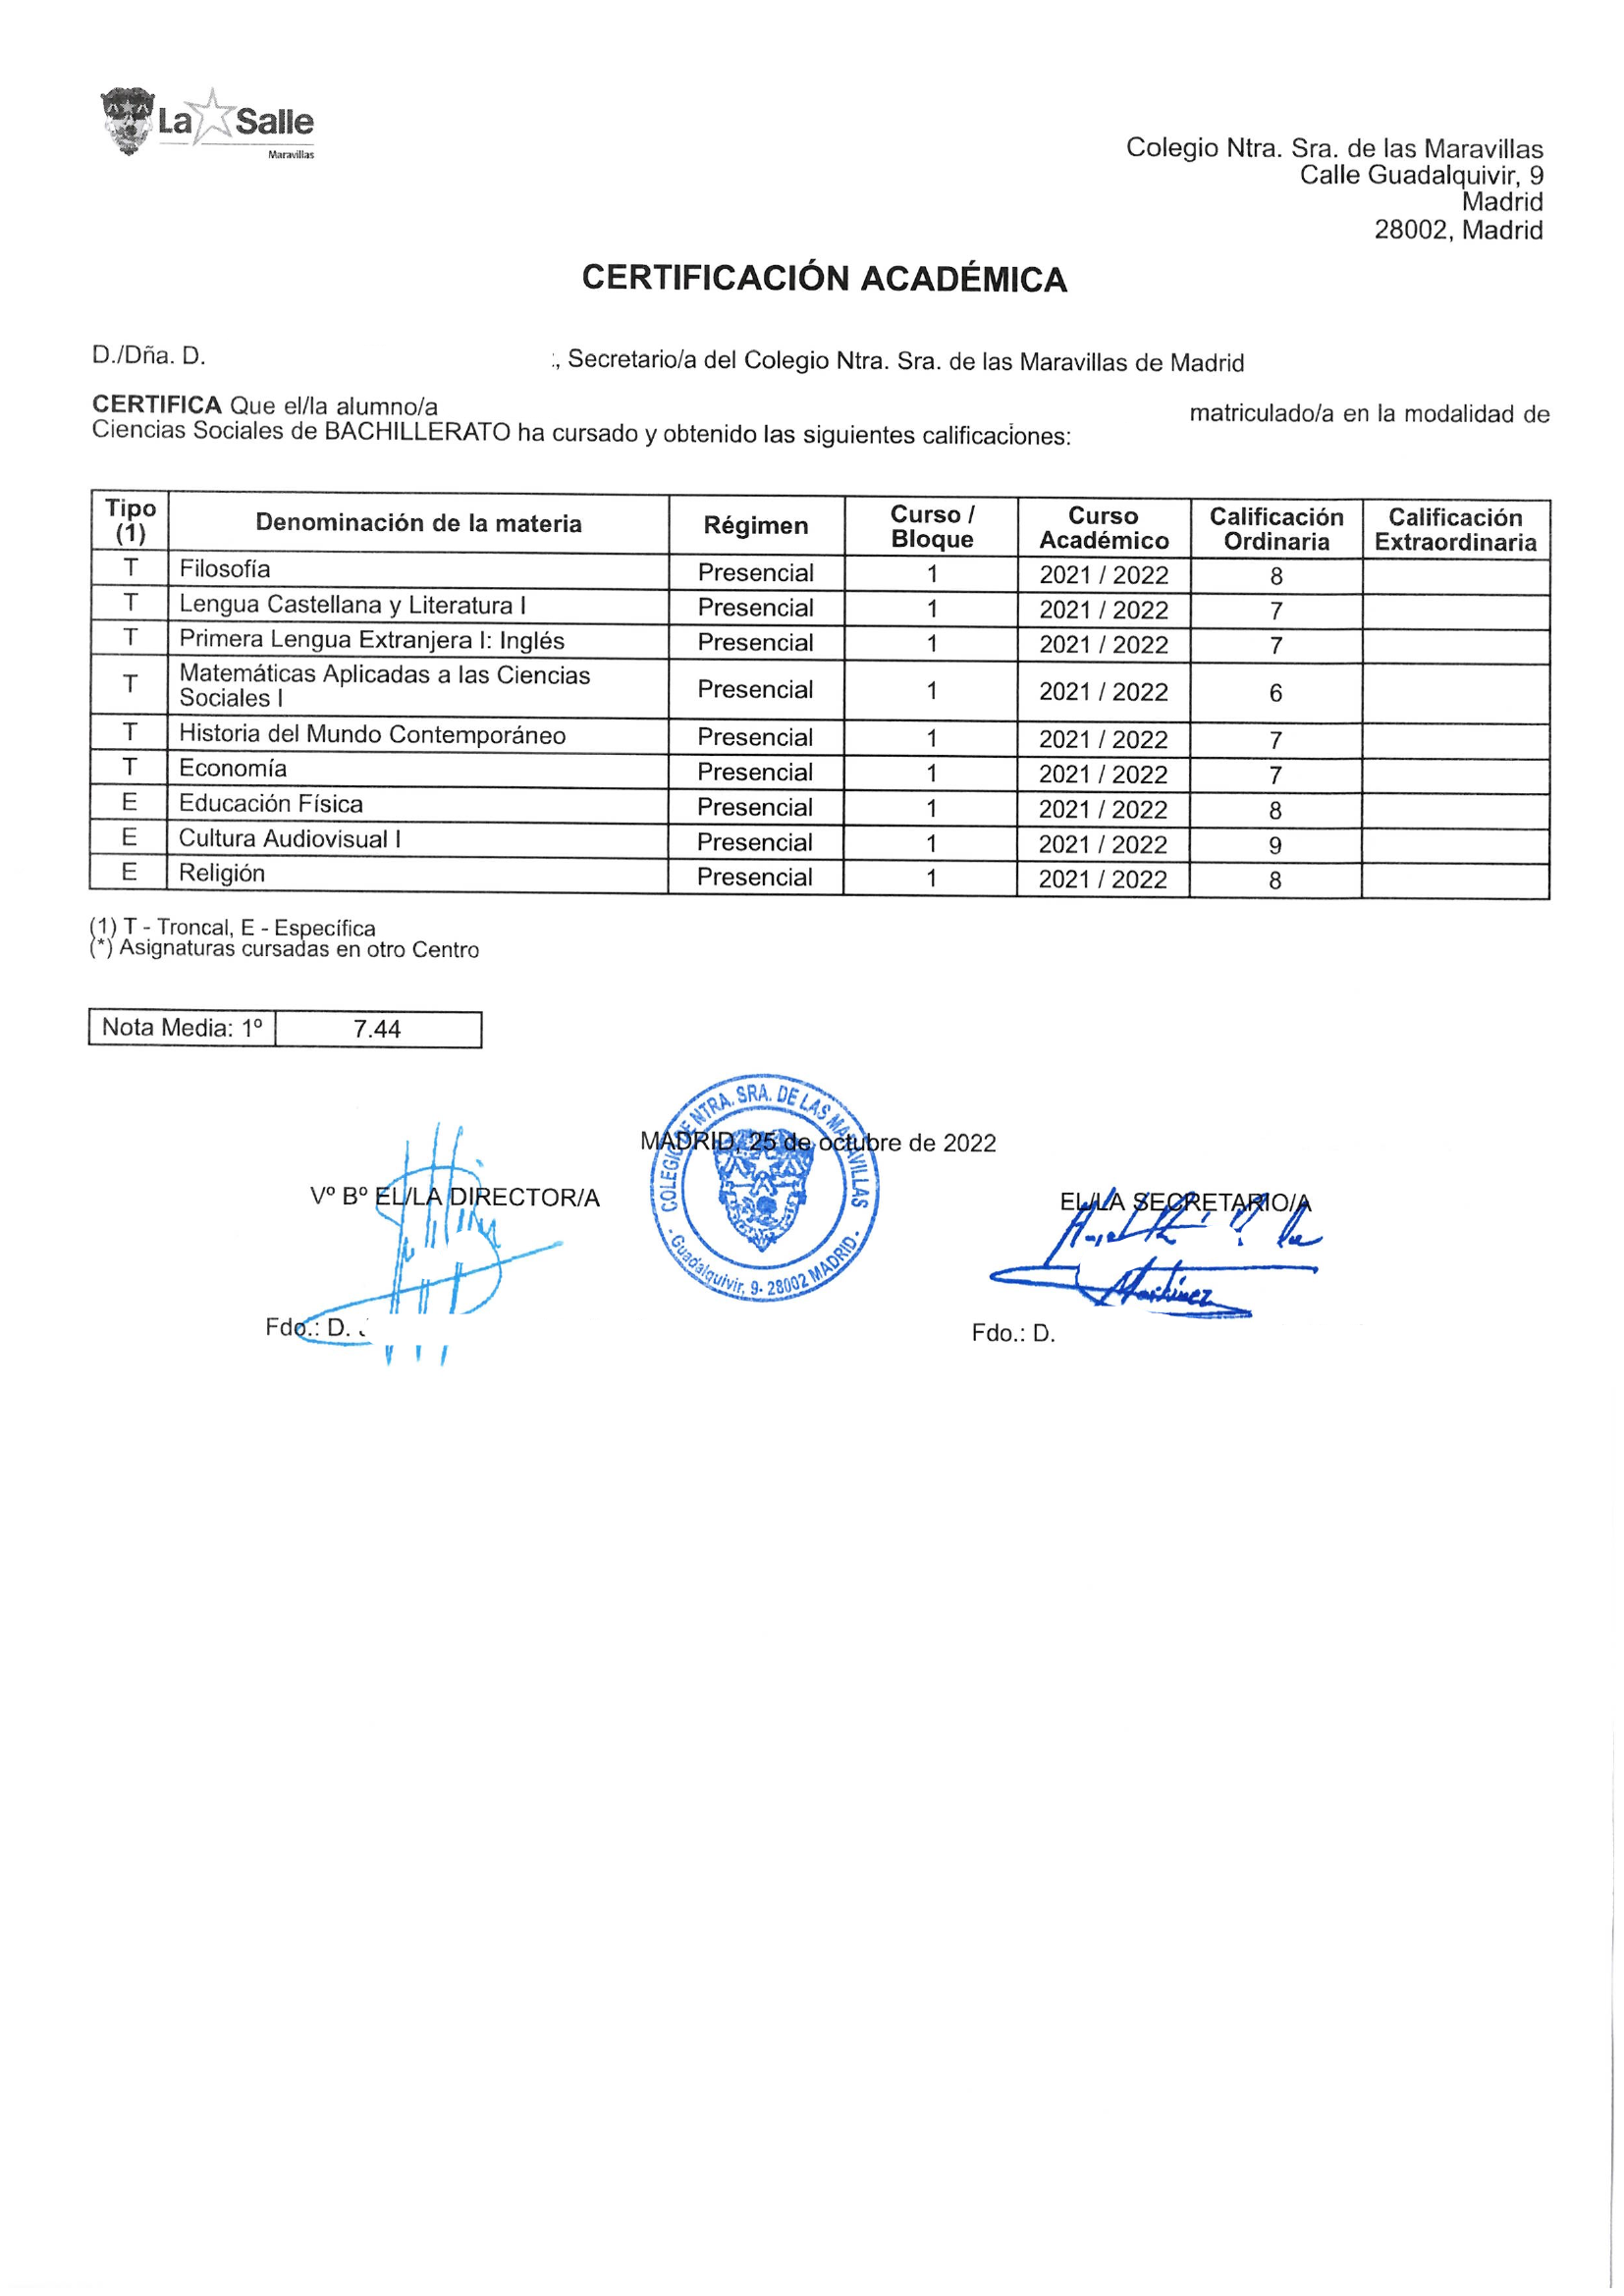 La Salle
Maravillas
Colegio Ntra. Sra. de las Maravillas
Calle Guadalquivir, 9
Madrid
28002, Madrid
CERTIFICACIÓN ACADÉMICA
D./Dña. D. :, Secretario/a del Colegio Ntra. Sra. de las Maravillas de Madrid
CERTIFICA Que el/la alumno/a matriculado/a en la modalidad de
Ciencias Sociales de BACHILLERATO ha cursado y obtenido las siguientes calificaciones:
Tipo (1) Denominación de la materia Régimen Curso / Bloque Curso Académico Calificación Ordinaria Calificación Extraordinaria
T Filosofía Presencial 1 2021 / 2022 8
T Lengua Castellana y Literatura I Presencial 1 2021 / 2022 7
T Primera Lengua Extranjera I: Inglés Presencial 1 2021 / 2022 7
T Matemáticas Aplicadas a las Ciencias Sociales I Presencial 1 2021 / 2022 6
T Historia del Mundo Contemporáneo Presencial 1 2021 / 2022 7
T Economía Presencial 1 2021 / 2022 7
E Educación Física Presencial 1 2021 / 2022 8
E Cultura Audiovisual I Presencial 1 2021 / 2022 9
E Religión Presencial 1 2021 / 2022 8
(1) T - Troncal, E - Específica
(*) Asignaturas cursadas en otro Centro
Nota Media: 1º 7.44
COLEGIO DE NTRA. SRA. DE LAS MARAVILLAS
- Guadalquivir, 9- 28002 MADRID -
MADRID, 25 de octubre de 2022
Vº Bº EL/LA DIRECTOR/A
EL/LA SECRETARIO/A
Martínez
Fdo.: D.
Fdo.: D.